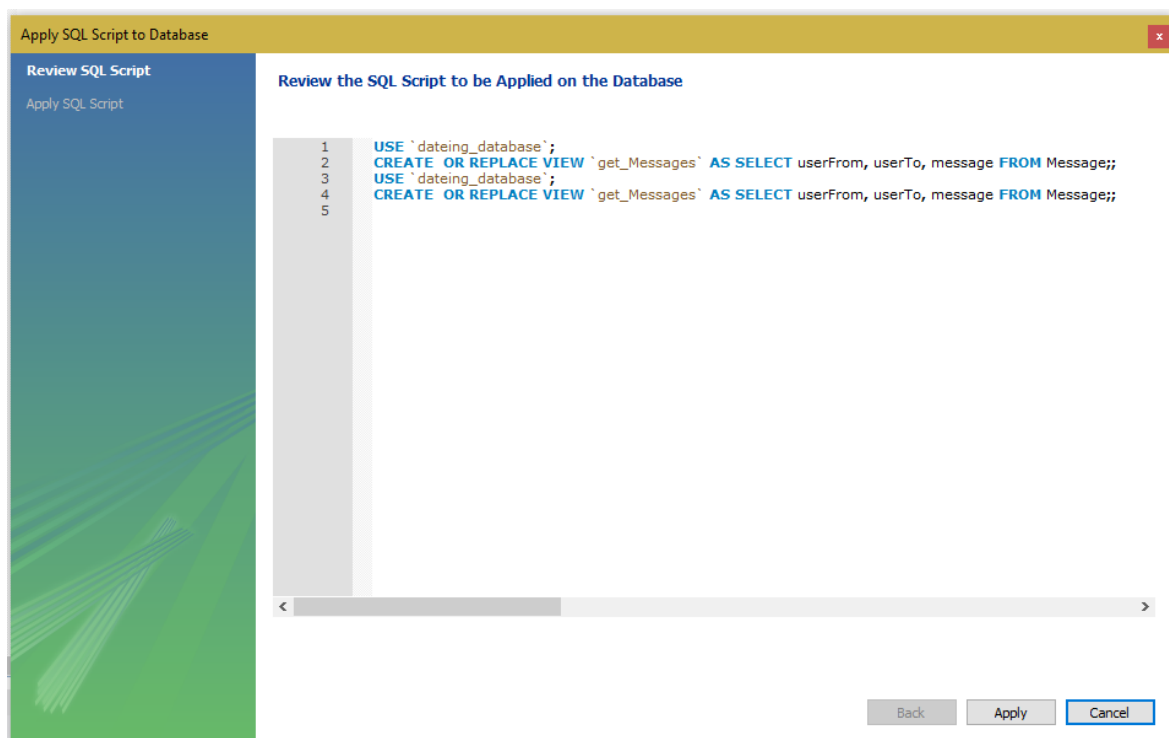 Apply SQL Script to Database
x
Review SQL Script
Apply SQL Script
Review the SQL Script to be Applied on the Database
1 USE `dateing_database`;
2 CREATE  OR REPLACE VIEW `get_Messages` AS SELECT userFrom, userTo, message FROM Message;;
3 USE `dateing_database`;
4 CREATE  OR REPLACE VIEW `get_Messages` AS SELECT userFrom, userTo, message FROM Message;;
5
Back Apply Cancel